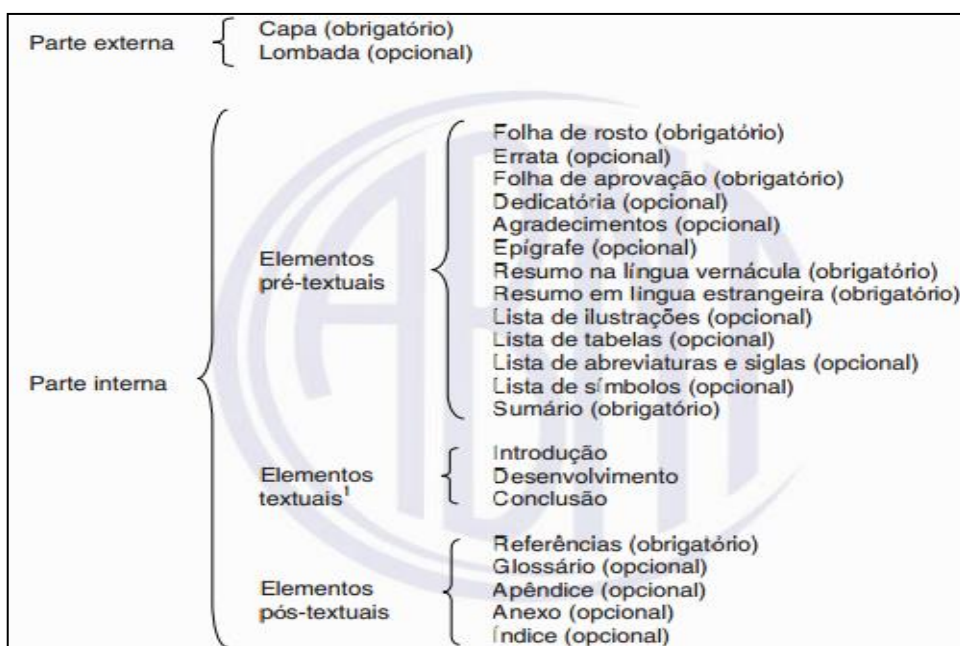 Parte externa
Capa (obrigatório)
Lombada (opcional)
Parte interna
Elementos
pré-textuais
Folha de rosto (obrigatório)
Errata (opcional)
Folha de aprovação (obrigatório)
Dedicatória (opcional)
Agradecimentos (opcional)
Epígrafe (opcional)
Resumo na língua vernácula (obrigatório)
Resumo em língua estrangeira (obrigatório)
Lista de ilustrações (opcional)
Lista de tabelas (opcional)
Lista de abreviaturas e siglas (opcional)
Lista de símbolos (opcional)
Sumário (obrigatório)
Elementos
textuais¹
Introdução
Desenvolvimento
Conclusão
Elementos
pós-textuais
Referências (obrigatório)
Glossário (opcional)
Apêndice (opcional)
Anexo (opcional)
Índice (opcional)
ABNT